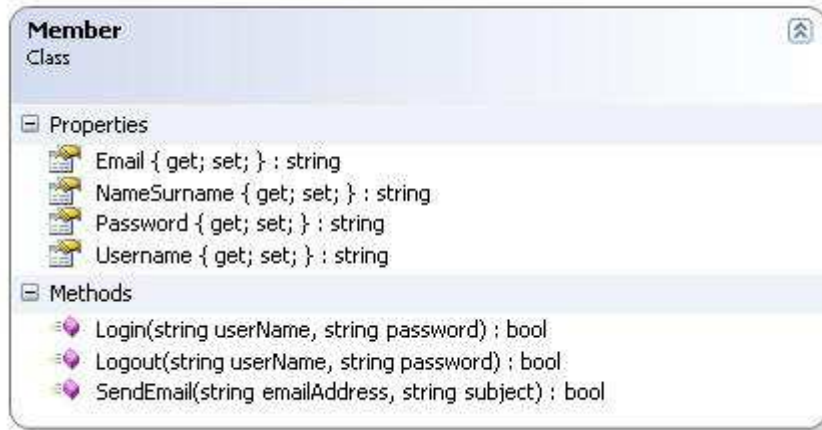 Member
Class
Properties
Email { get; set; } : string
NameSurname { get; set; } : string
Password { get; set; } : string
Username { get; set; } : string
Methods
Login(string userName, string password) : bool
Logout(string userName, string password) : bool
SendEmail(string emailAddress, string subject) : bool